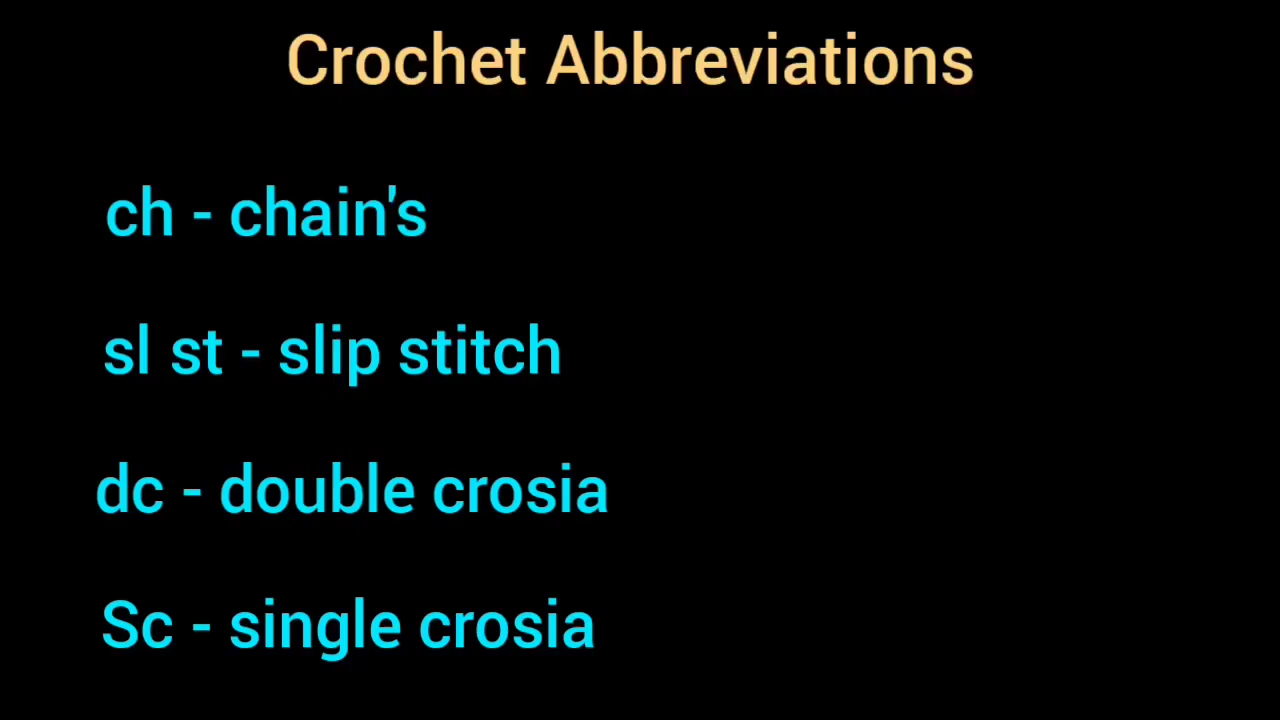 Crochet Abbreviations
ch - chain's
sl st - slip stitch
dc - double crosia
Sc - single crosia